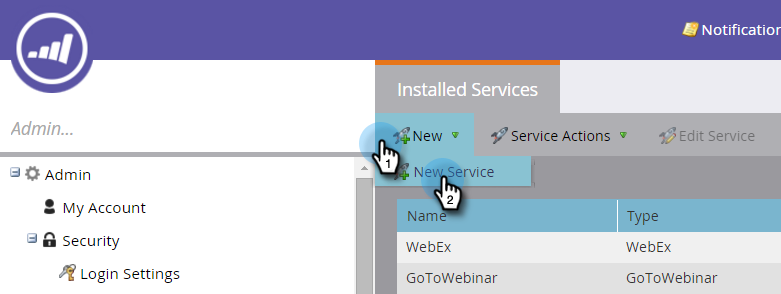 Notification
Installed Services
Admin...
New
Service Actions
Edit Service
1
New Service
2
Admin
My Account
Security
Login Settings
Name
Type
WebEx
WebEx
GoToWebinar
GoToWebinar